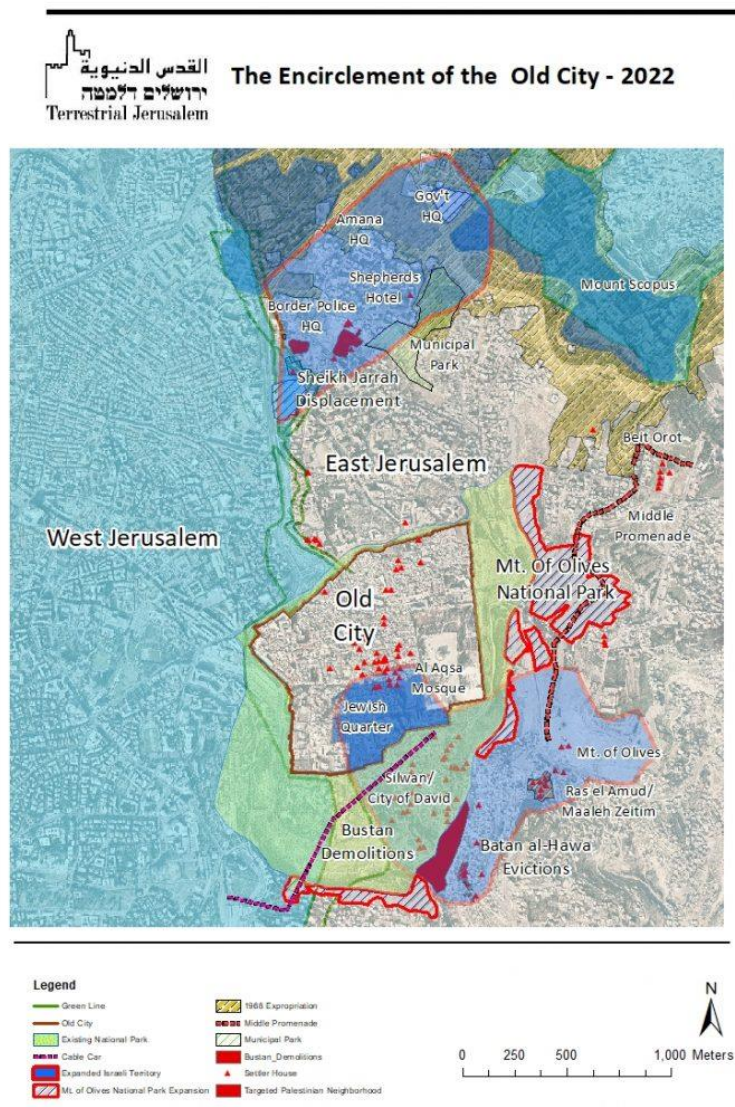 القدس الدنيوية
ירושלים דלמטה
Terrestrial Jerusalem
The Encirclement of the Old City - 2022
Gov't
HQ
Amana
HQ
Shepherds
Hotel
Mount Scopus
Border Police
HQ
Municipal
Park
Sheikh Jarrah
Displacement
Beit Orot
East Jerusalem
Middle
Promenade
West Jerusalem
Mt. Of Olives
National Park
Old
City
Al Aqsa
Mosque
Jewish
Quarter
Mt. of Olives
Silwan/
City of David
Ras el Amud/
Maaleh Zeitim
Bustan
Demolitions
Batan al-Hawa
Evictions
Legend
Green Line
Old City
Existing National Park
Cable Car
Expanded Israeli Territory
Mt. of Olives National Park Expansion
1968 Expropriation
Middle Promenade
Municipal Park
Bustan_Demolitions
Settler House
Targeted Palestinian Neighborhood
N
0 250 500 1,000 Meters